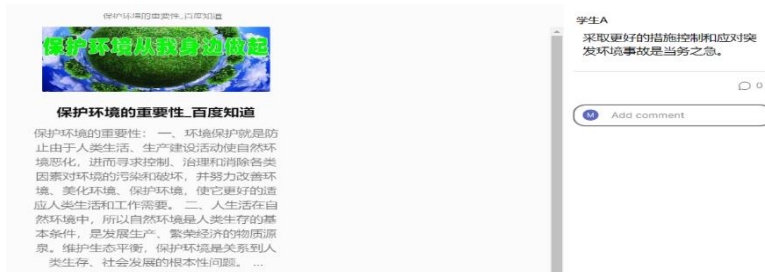 保护环境的重要性_百度知道
保护环境从我身边做起
保护环境的重要性_百度知道
保护环境的重要性： 一、环境保护就是防
止由于人类生活、生产建设活动使自然环
境恶化，进而寻求控制、治理和消除各类
因素对环境的污染和破坏，并努力改善环
境、美化环境、保护环境，使它更好的适
应人类生活和工作需要。 二、人生活在自
然环境中，所以自然环境是人类生存的基
本条件，是发展生产、繁荣经济的物质源
泉。维护生态平衡，保护环境是关系到人
类生存、社会发展的根本性问题。 ...
学生A
采取更好的措施控制和应对突
发环境事故是当务之急。
0
M Add comment